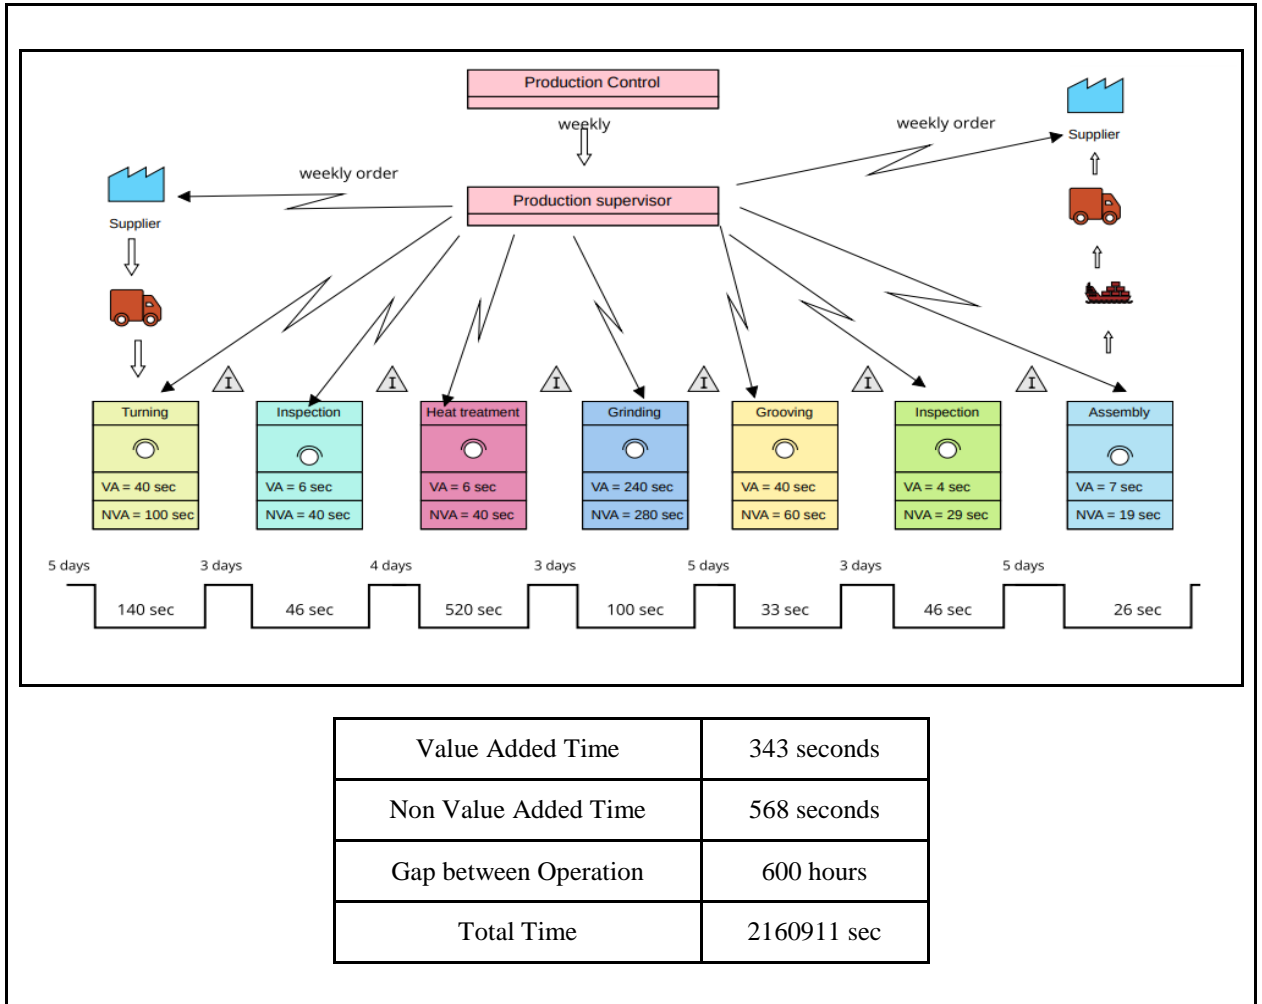 Production Control
weekly
weekly order
Supplier
weekly order
Supplier
Production supervisor
I
I
I
I
I
I
Turning
VA = 40 sec
NVA = 100 sec
Inspection
VA = 6 sec
NVA = 40 sec
Heat treatment
VA = 6 sec
NVA = 40 sec
Grinding
VA = 240 sec
NVA = 280 sec
Grooving
VA = 40 sec
NVA = 60 sec
Inspection
VA = 4 sec
NVA = 29 sec
Assembly
VA = 7 sec
NVA = 19 sec
5 days
3 days
4 days
3 days
5 days
3 days
5 days
140 sec
46 sec
520 sec
100 sec
33 sec
46 sec
26 sec
Value Added Time
343 seconds
Non Value Added Time
568 seconds
Gap between Operation
600 hours
Total Time
2160911 sec